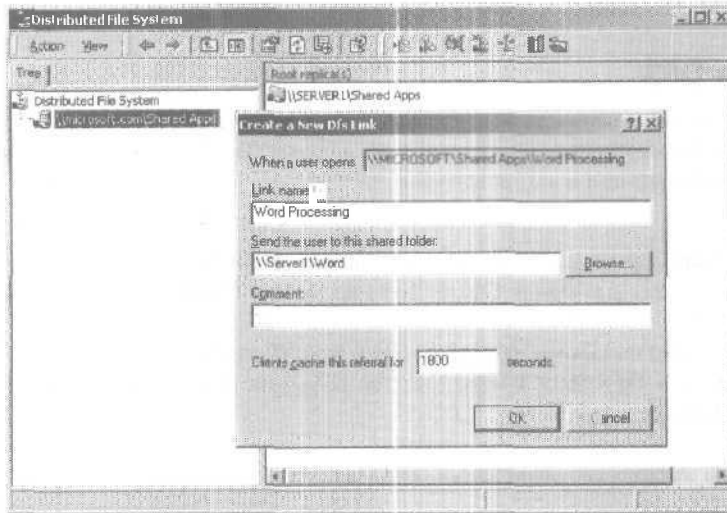 Distributed File System
Action View
Tree
Root replica(s)
Distributed File System
\\SERVER1\Shared Apps
\\microsoft.com\Shared Apps
Create a New Dfs Link
When a user opens \\MICROSOFT\Shared Apps\Word Processing
Link name:
Word Processing
Send the user to this shared folder:
\\Server1\Word
Browse...
Comment:
Clients cache this referral for 1800 seconds.
OK
Cancel